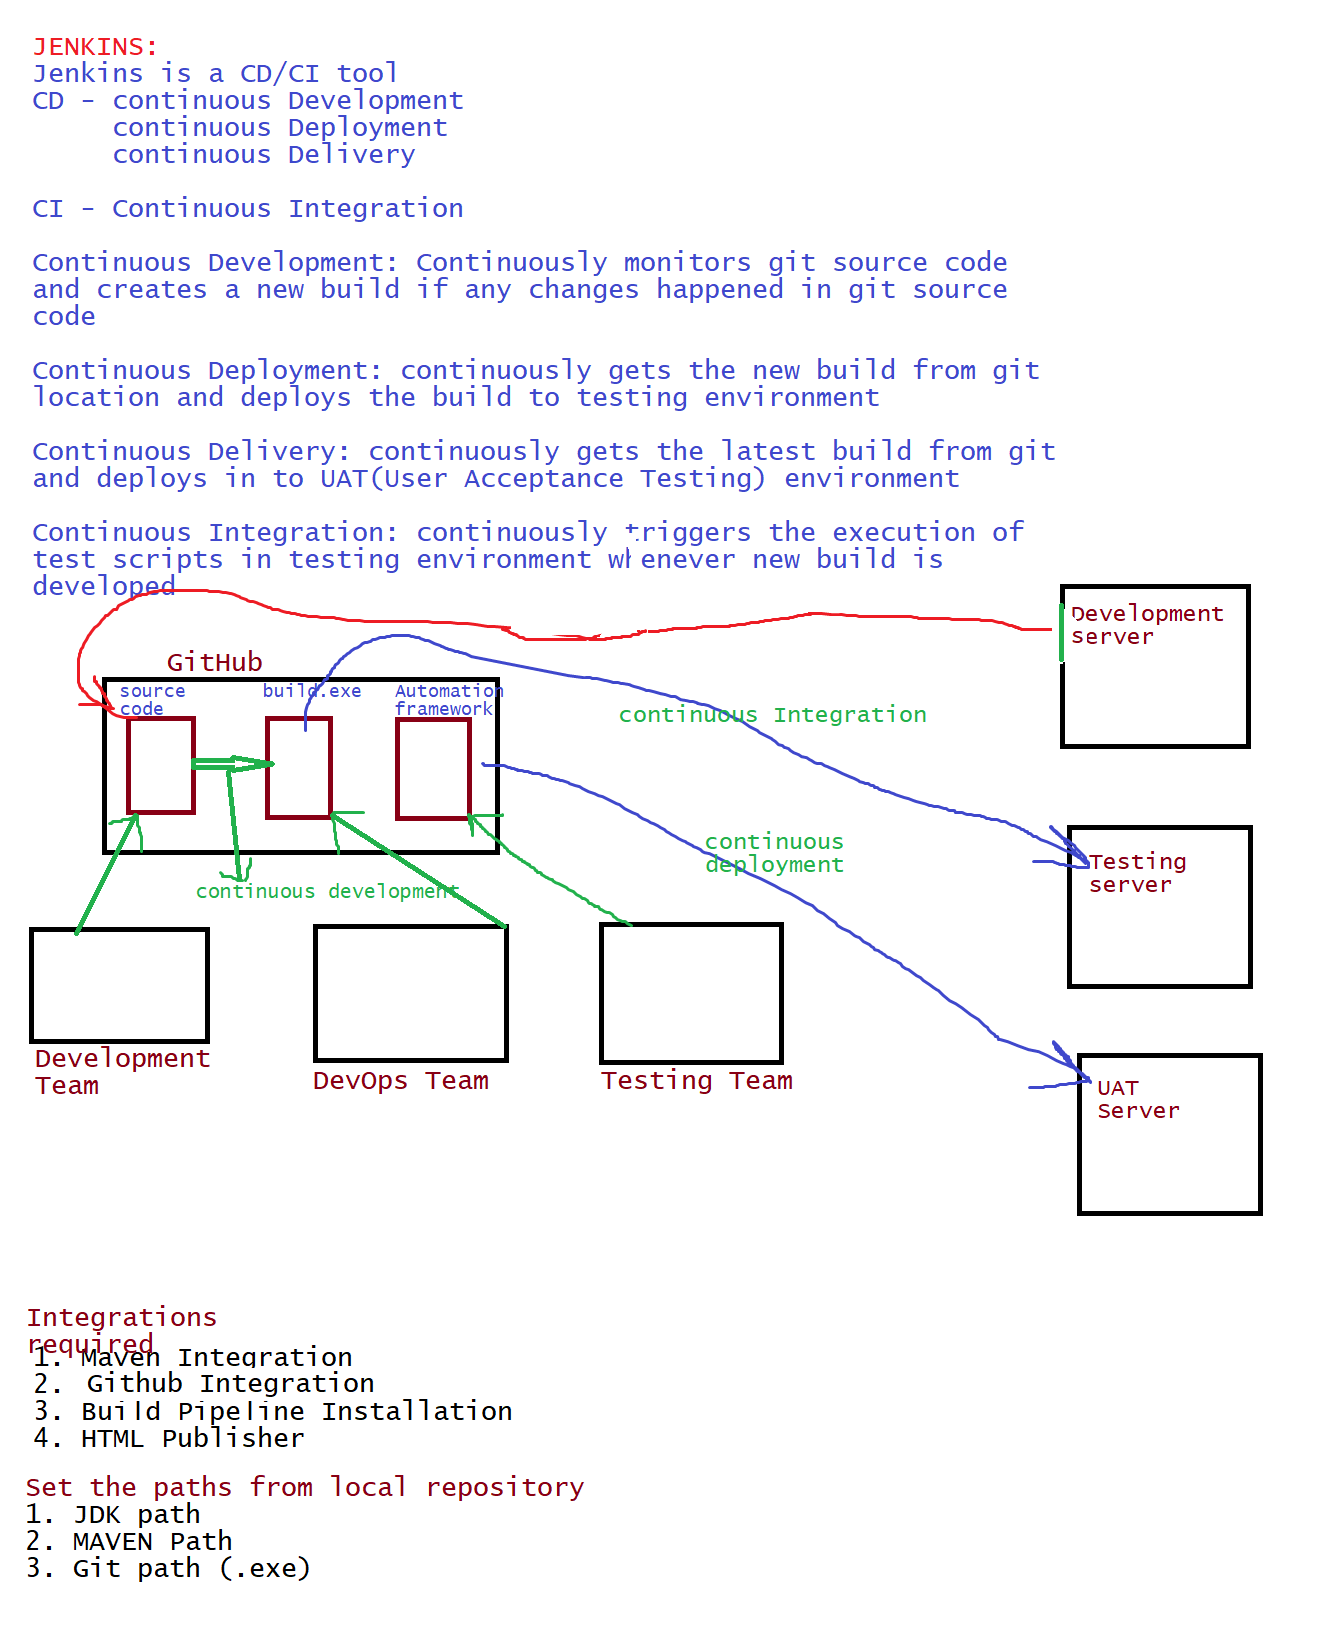 JENKINS:
Jenkins is a CD/CI tool
CD - continuous Development
continuous Deployment
continuous Delivery
CI - Continuous Integration
Continuous Development: Continuously monitors git source code
and creates a new build if any changes happened in git source
code
Continuous Deployment: continuously gets the new build from git
location and deploys the build to testing environment
Continuous Delivery: continuously gets the latest build from git
and deploys in to UAT(User Acceptance Testing) environment
Continuous Integration: continuously triggers the execution of
test scripts in testing environment whenever new build is
developed
Development
server
GitHub
source
code
build.exe
Automation
framework
continuous Integration
continuous
deployment
Testing
server
continuous development
Development
Team
DevOps Team
Testing Team
UAT
Server
Integrations
required
1. Maven Integration
2. Github Integration
3. Build Pipeline Installation
4. HTML Publisher
Set the paths from local repository
1. JDK path
2. MAVEN Path
3. Git path (.exe)